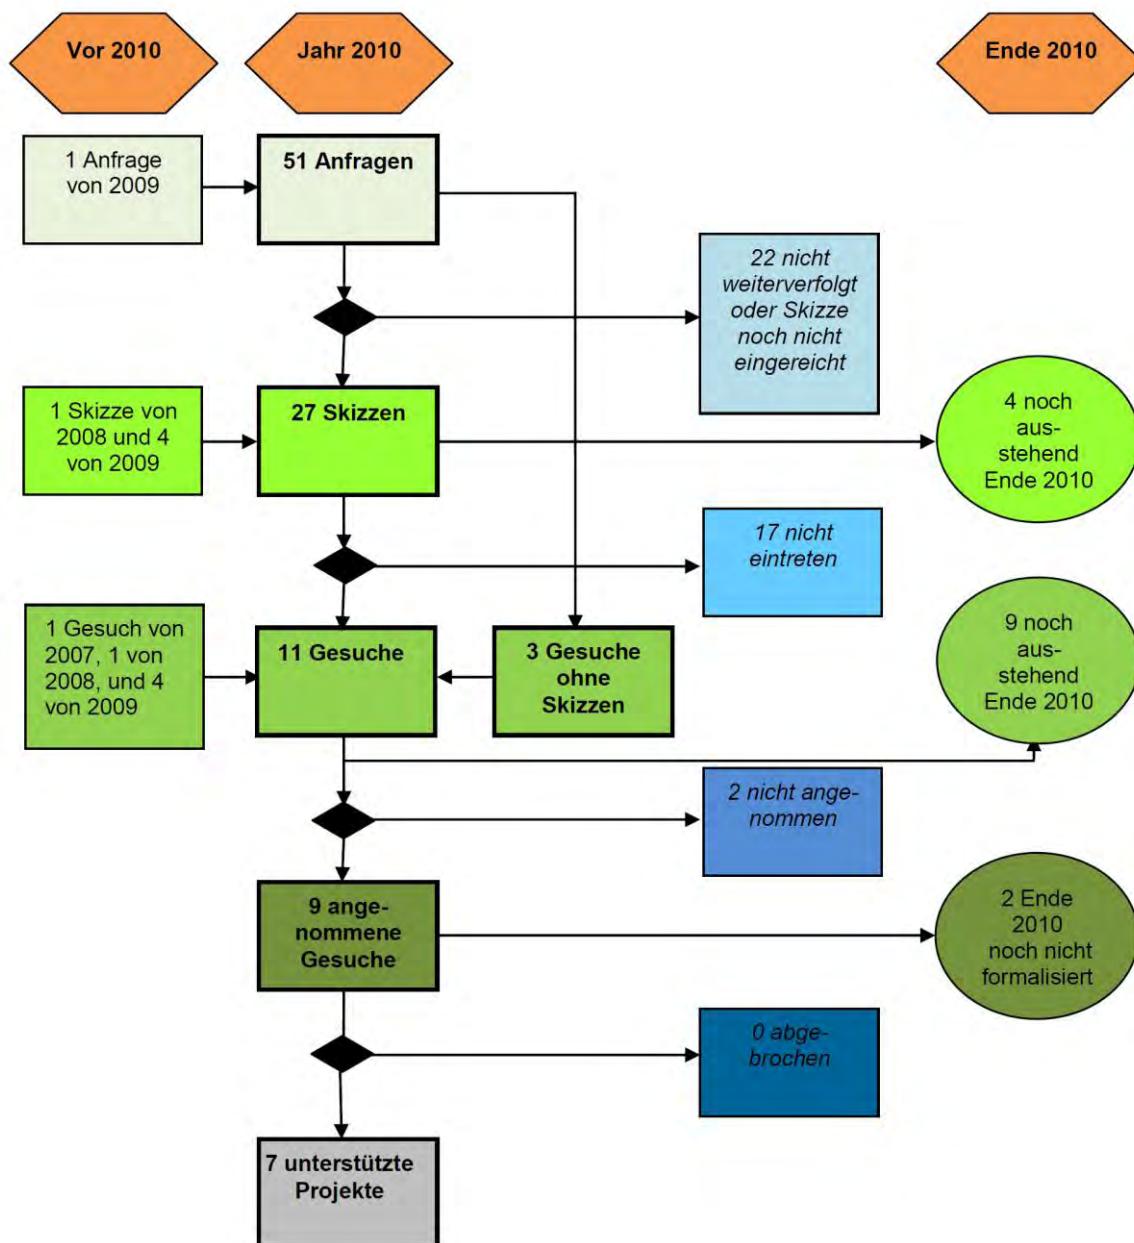 Vor 2010
Jahr 2010
Ende 2010
1 Anfrage
von 2009
51 Anfragen
22 nicht
weiterverfolgt
oder Skizze
noch nicht
eingereicht
1 Skizze von
2008 und 4
von 2009
27 Skizzen
4 noch
aus-
stehend
Ende 2010
17 nicht
eintreten
1 Gesuch von
2007, 1 von
2008, und 4
von 2009
11 Gesuche
3 Gesuche
ohne
Skizzen
9 noch
aus-
stehend
Ende 2010
2 nicht ange-
nommen
9 ange-
nommene
Gesuche
2 Ende
2010
noch nicht
formalisiert
0 abge-
brochen
7 unterstützte
Projekte